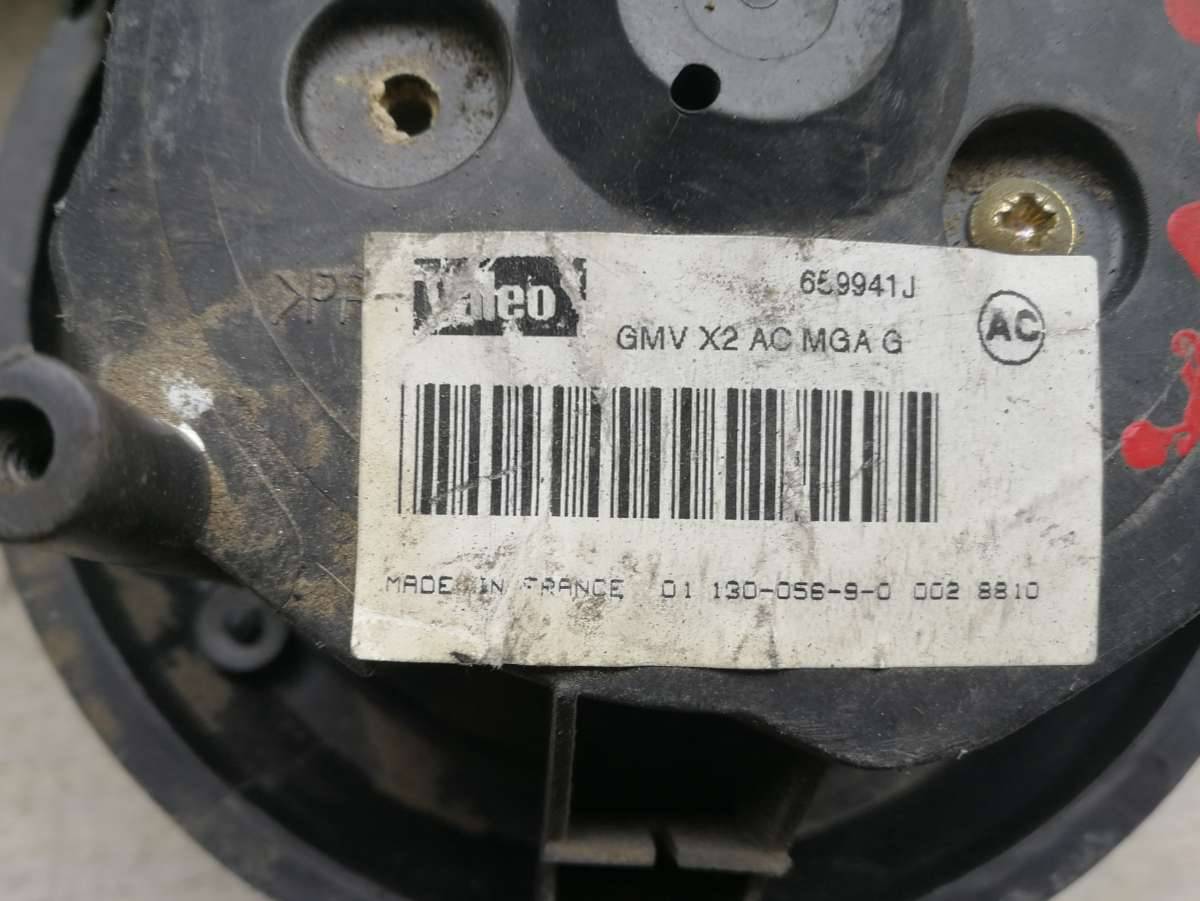 Valeo
659941J
GMV X2 AC MGA G
AC
MADE IN FRANCE 01 130-056-9-0 002 8810